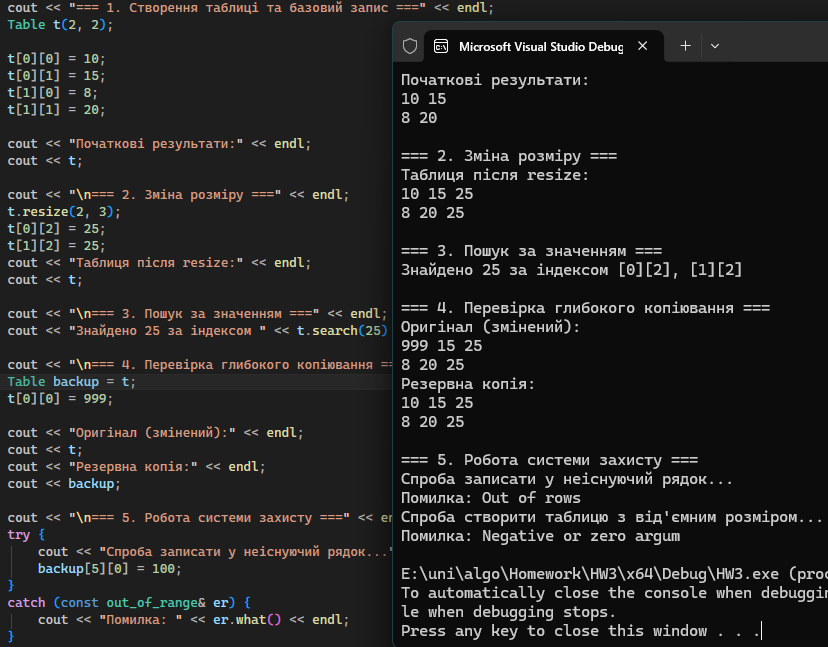 cout << "=== 1. Створення таблиці та базовий запис ===" << endl;
Table t(2, 2);
t[0][0] = 10;
t[0][1] = 15;
t[1][0] = 8;
t[1][1] = 20;
cout << "Початкові результати:" << endl;
cout << t;
cout << "\n=== 2. Зміна розміру ===" << endl;
t.resize(2, 3);
t[0][2] = 25;
t[1][2] = 25;
cout << "Таблиця після resize:" << endl;
cout << t;
cout << "\n=== 3. Пошук за значенням ===" << endl;
cout << "Знайдено 25 за індексом " << t.search(25)
cout << "\n=== 4. Перевірка глибокого копіювання ==
Table backup = t;
t[0][0] = 999;
cout << "Оригінал (змінений):" << endl;
cout << t;
cout << "Резервна копія:" << endl;
cout << backup;
cout << "\n=== 5. Робота системи захисту ===" << en
try {
cout << "Спроба записати у неіснуючий рядок..."
backup[5][0] = 100;
}
catch (const out_of_range& er) {
cout << "Помилка: " << er.what() << endl;
}
Microsoft Visual Studio Debug
Початкові результати:
10 15
8 20
=== 2. Зміна розміру ===
Таблиця після resize:
10 15 25
8 20 25
=== 3. Пошук за значенням ===
Знайдено 25 за індексом [0][2], [1][2]
=== 4. Перевірка глибокого копіювання ===
Оригінал (змінений):
999 15 25
8 20 25
Резервна копія:
10 15 25
8 20 25
=== 5. Робота системи захисту ===
Спроба записати у неіснуючий рядок...
Помилка: Out of rows
Спроба створити таблицю з від'ємним розміром...
Помилка: Negative or zero argum
E:\uni\algo\Homework\HW3\x64\Debug\HW3.exe (proc
To automatically close the console when debuggin
le when debugging stops.
Press any key to close this window . . .